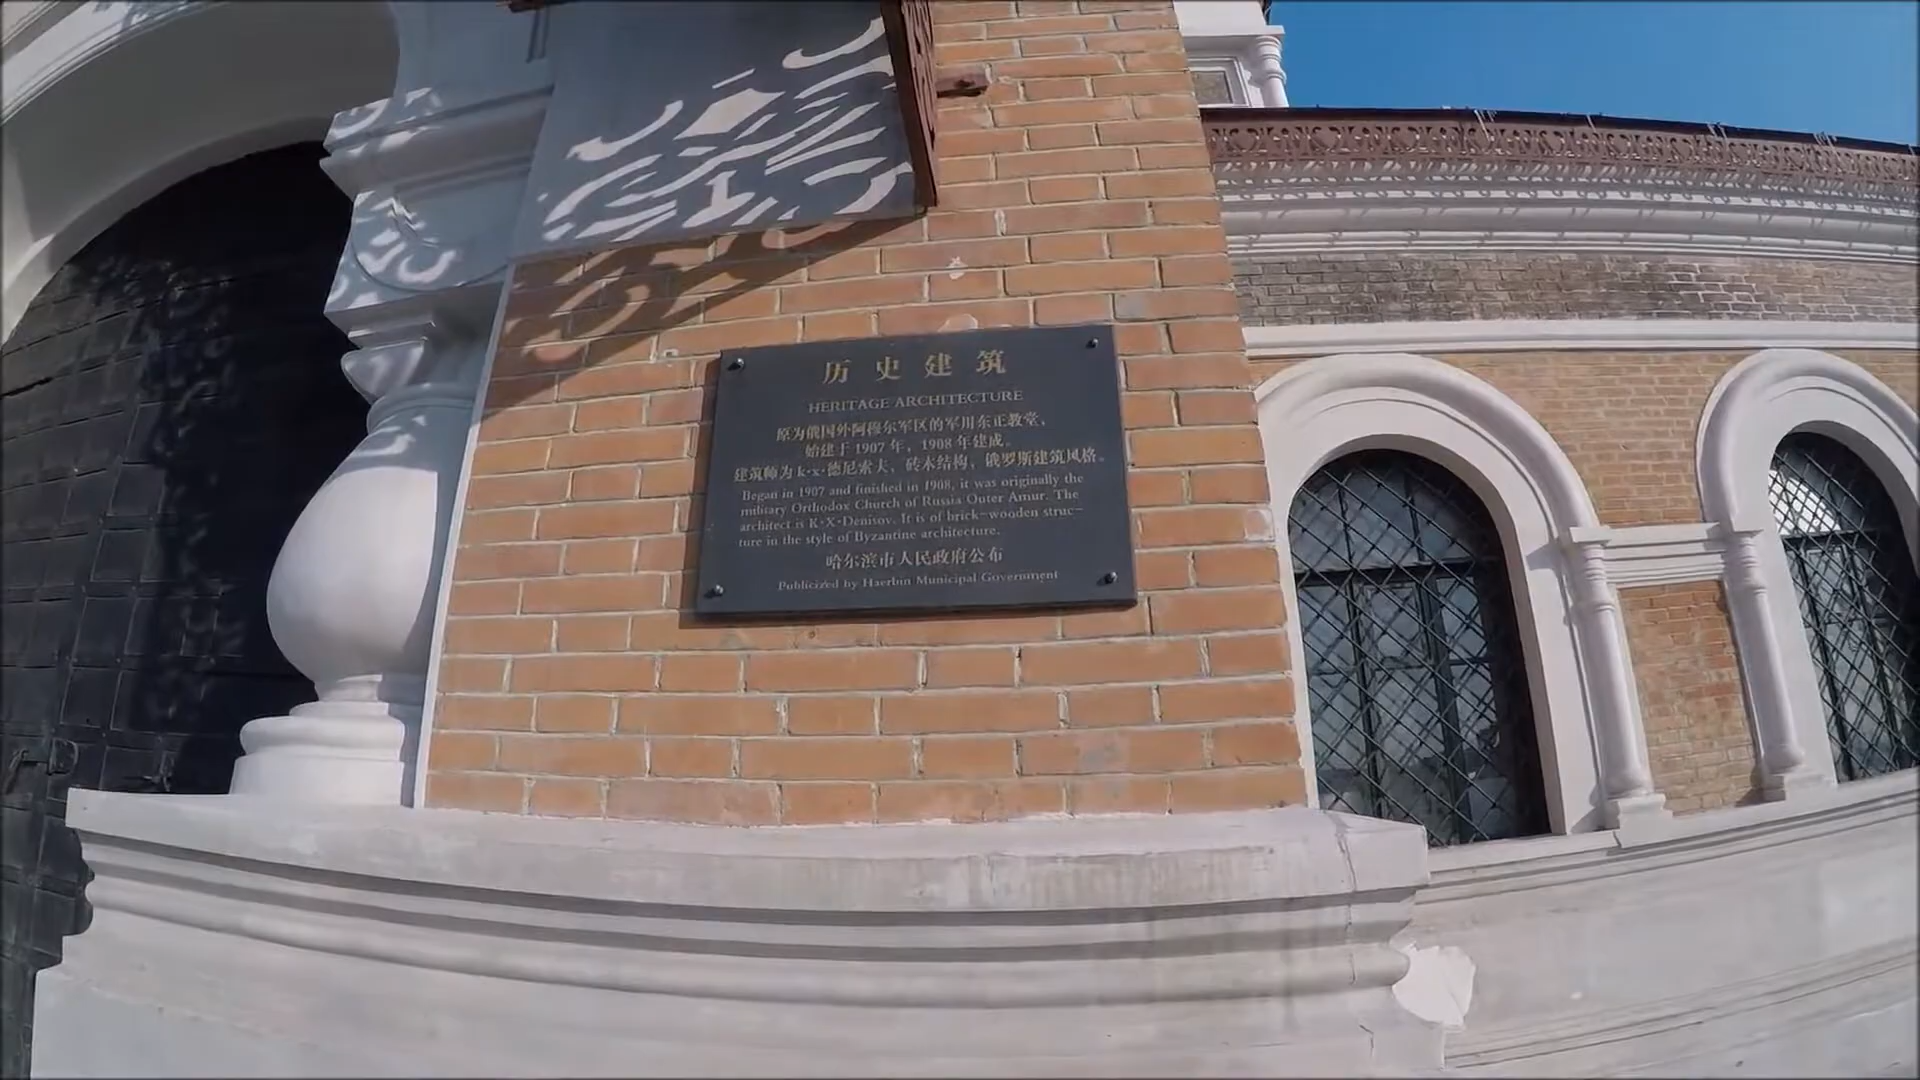 历史建筑
HERITAGE ARCHITECTURE
原为俄国外阿穆尔军区的军用东正教堂,
始建于1907年,1908年建成。
建筑师为k·x·德尼索夫、砖木结构,俄罗斯建筑风格。
Began in 1907 and finished in 1908, it was originally the
military Orthodox Church of Russia Outer Amur. The
architect is K·X·Denisov. It is of brick-wooden struc-
ture in the style of Byzantine architecture.
哈尔滨市人民政府公布
Publicized by Haerbin Municipal Government